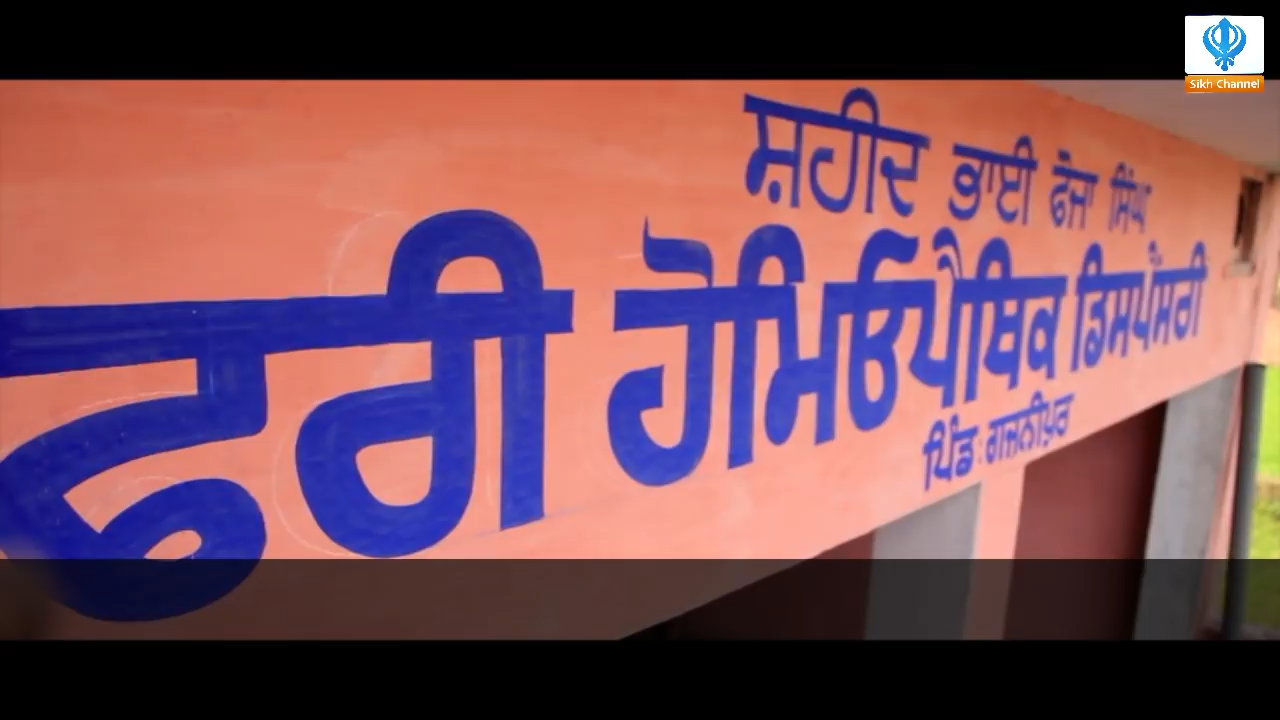 Sikh Channel
ਸ਼ਹੀਦ ਭਾਈ ਫੌਜਾ ਸਿੰਘ
ਫਰੀ ਹੋਮਿਓਪੈਥਿਕ ਡਿਸਪੈਂਸਰੀ
ਪਿੰਡ: ਗਜਨੀਪੁਰ